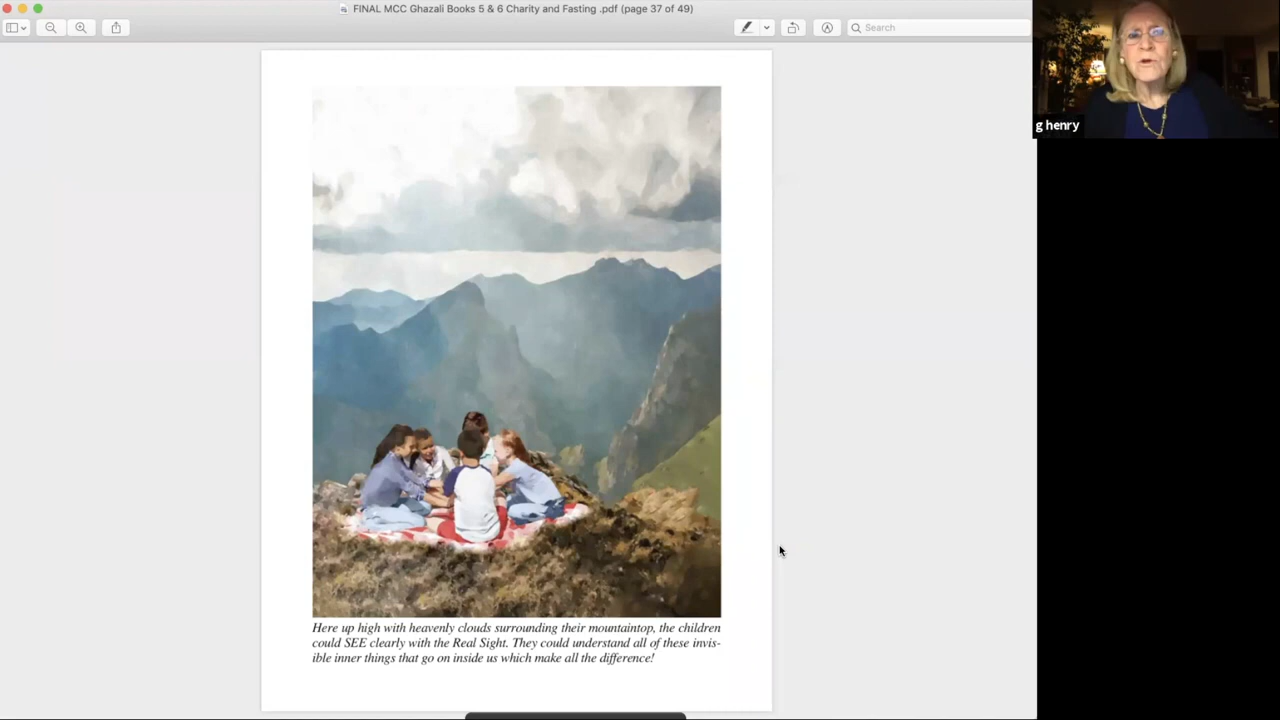 FINAL MCC Ghazali Books 5 & 6 Charity and Fasting .pdf (page 37 of 49)
Search
g henry
Here up high with heavenly clouds surrounding their mountaintop, the children
could SEE clearly with the Real Sight. They could understand all of these invis-
ible inner things that go on inside us which make all the difference!